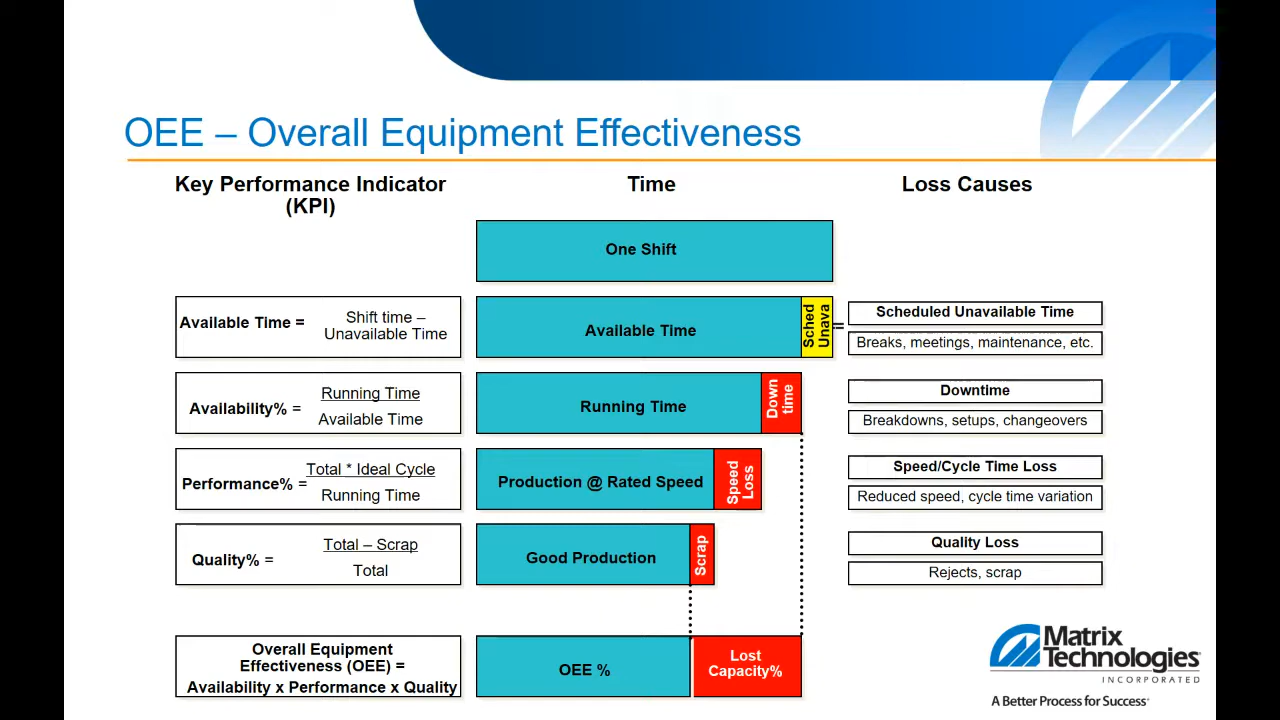 OEE – Overall Equipment Effectiveness
Key Performance Indicator
(KPI)
Time
Loss Causes
One Shift
Available Time =
Shift time –
Unavailable Time
Available Time
Sched
Unava
=
Scheduled Unavailable Time
Breaks, meetings, maintenance, etc.
Availability% =
Running Time
Available Time
Running Time
Down
time
Downtime
Breakdowns, setups, changeovers
Performance% =
Total * Ideal Cycle
Running Time
Production @ Rated Speed
Speed
Loss
Speed/Cycle Time Loss
Reduced speed, cycle time variation
Quality% =
Total – Scrap
Total
Good Production
Scrap
Quality Loss
Rejects, scrap
Overall Equipment
Effectiveness (OEE) =
Availability x Performance x Quality
OEE %
Lost
Capacity%
Matrix
Technologies
INCORPORATED
A Better Process for Success